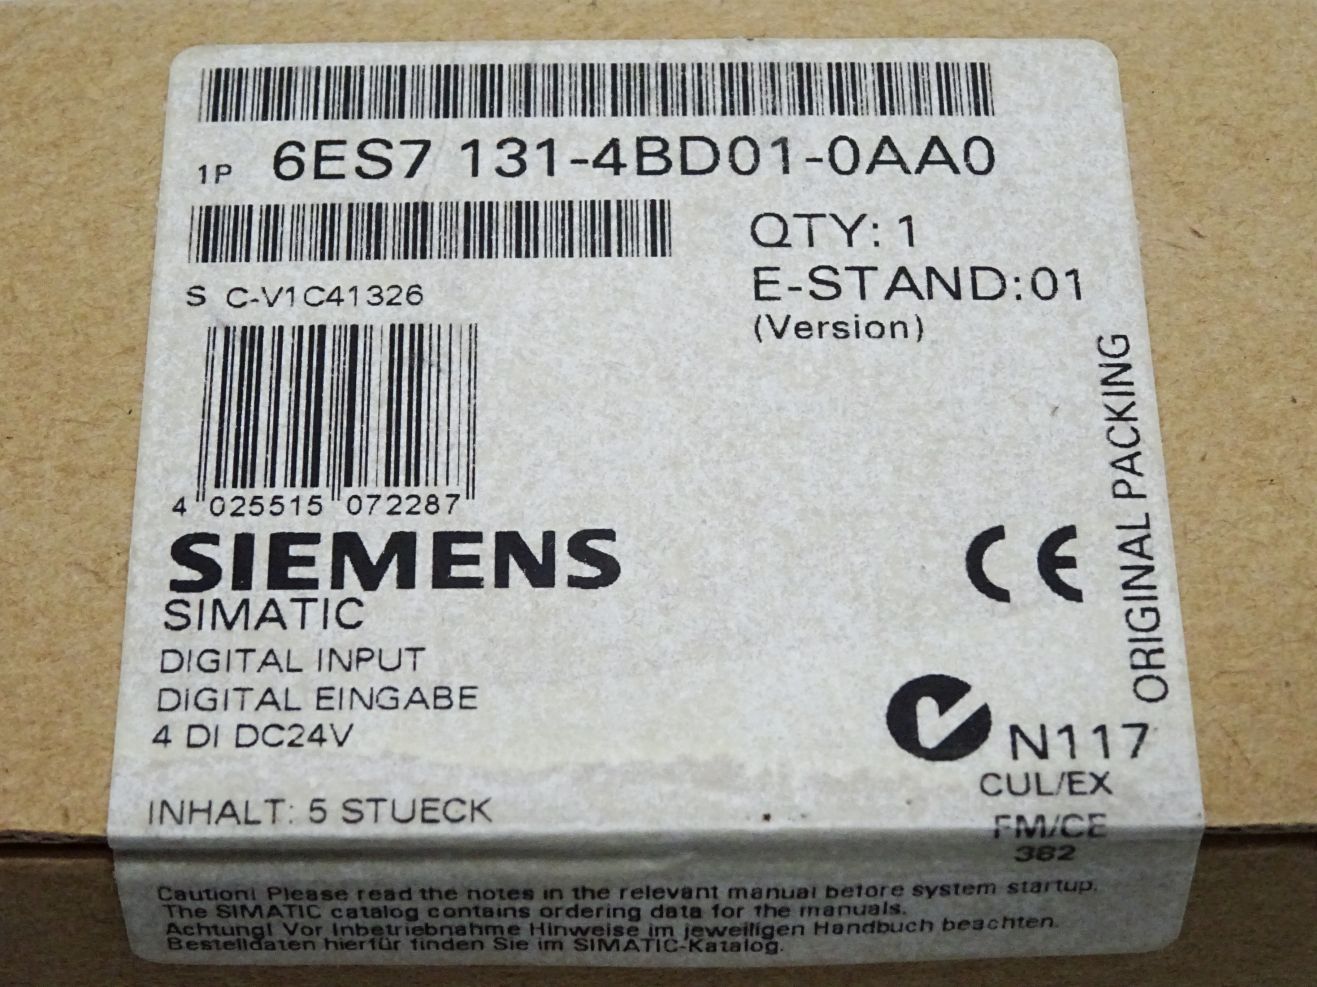 1P 6ES7 131-4BD01-0AA0
QTY: 1
E-STAND:01
(Version)
S C-V1C41326
4 025515 072287
SIEMENS
SIMATIC
DIGITAL INPUT
DIGITAL EINGABE
4 DI DC24V
INHALT: 5 STUECK
ORIGINAL PACKING
CE
N117
CUL/EX
FM/CE
382
Caution! Please read the notes in the relevant manual before system startup.
The SIMATIC catalog contains ordering data for the manuals.
Achtung! Vor Inbetriebnahme Hinweise im jeweiligen Handbuch beachten.
Bestelldaten hierfür finden Sie im SIMATIC-Katalog.